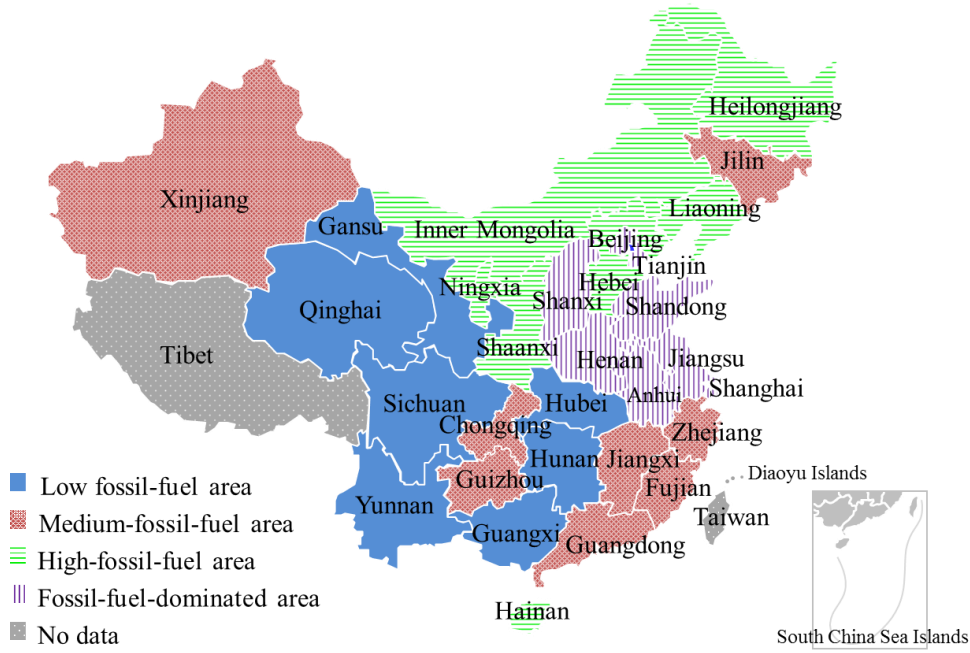 Heilongjiang
Jilin
Xinjiang
Liaoning
Gansu
Inner Mongolia
Beijing
Tianjin
Ningxia
Hebei
Qinghai
Shanxi
Shandong
Tibet
Shaanxi
Henan
Jiangsu
Shanghai
Sichuan
Hubei
Anhui
Chongqing
Zhejiang
Hunan
Jiangxi
Guizhou
Diaoyu Islands
Low fossil-fuel area
Fujian
Yunnan
Taiwan
Medium-fossil-fuel area
Guangxi
Guangdong
High-fossil-fuel area
Fossil-fuel-dominated area
Hainan
No data
South China Sea Islands